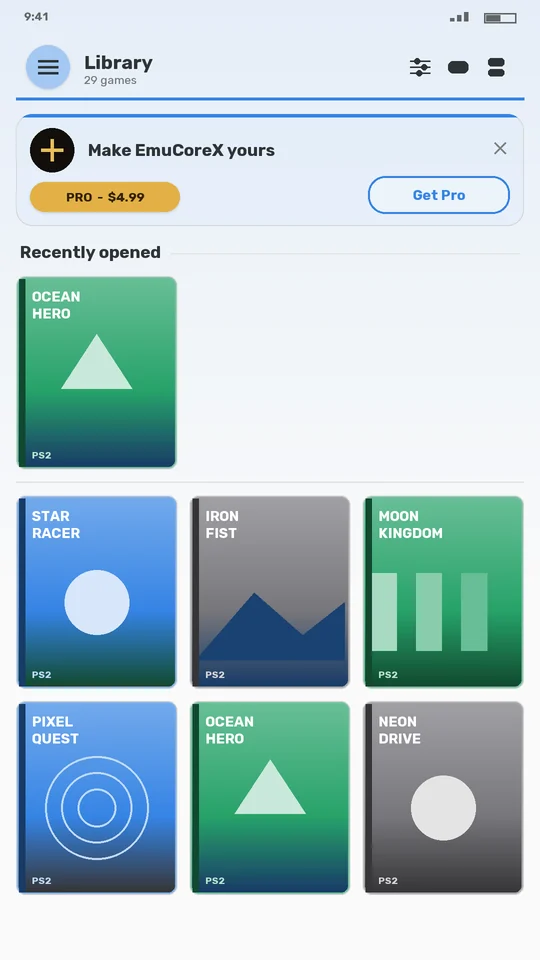 9:41
Library
29 games
Make EmuCoreX yours
PRO - $4.99
Get Pro
Recently opened
OCEAN
HERO
PS2
STAR
RACER
PS2
IRON
FIST
PS2
MOON
KINGDOM
PS2
PIXEL
QUEST
PS2
OCEAN
HERO
PS2
NEON
DRIVE
PS2